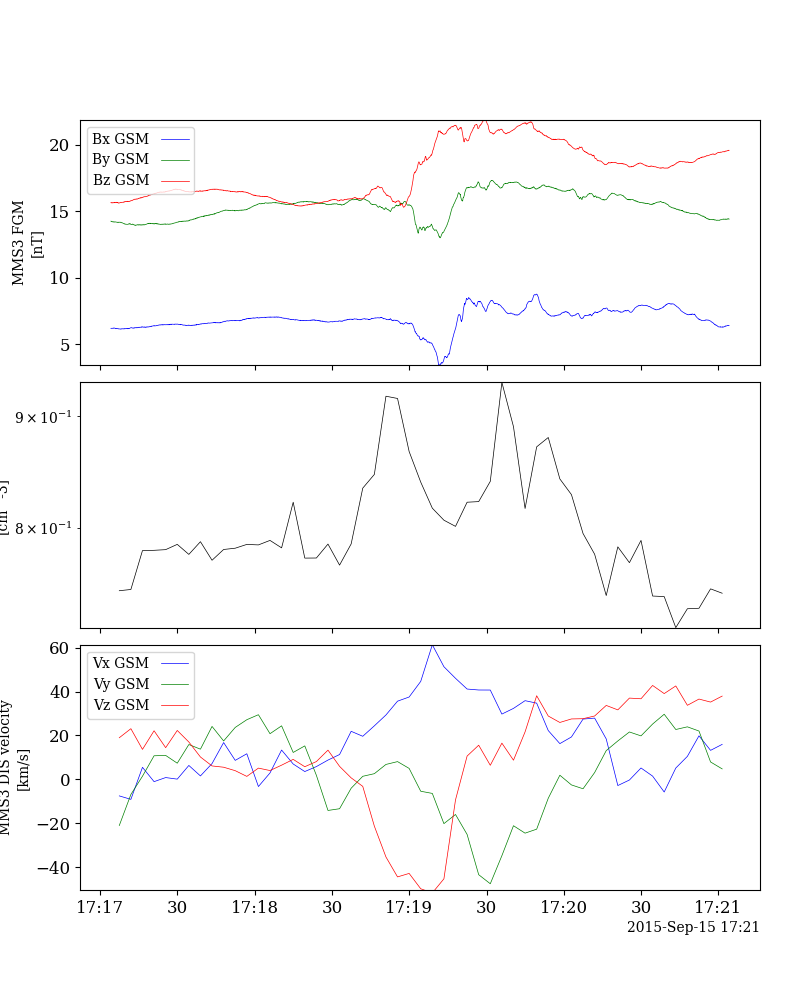 Bx GSM
By GSM
Bz GSM
20
15
10
5
MMS3 FGM
[nT]
9×10⁻¹
8×10⁻¹
Vx GSM
Vy GSM
Vz GSM
60
40
20
0
−20
−40
MMS3 DIS velocity
[km/s]
17:17 30 17:18 30 17:19 30 17:20 30 17:21
2015-Sep-15 17:21